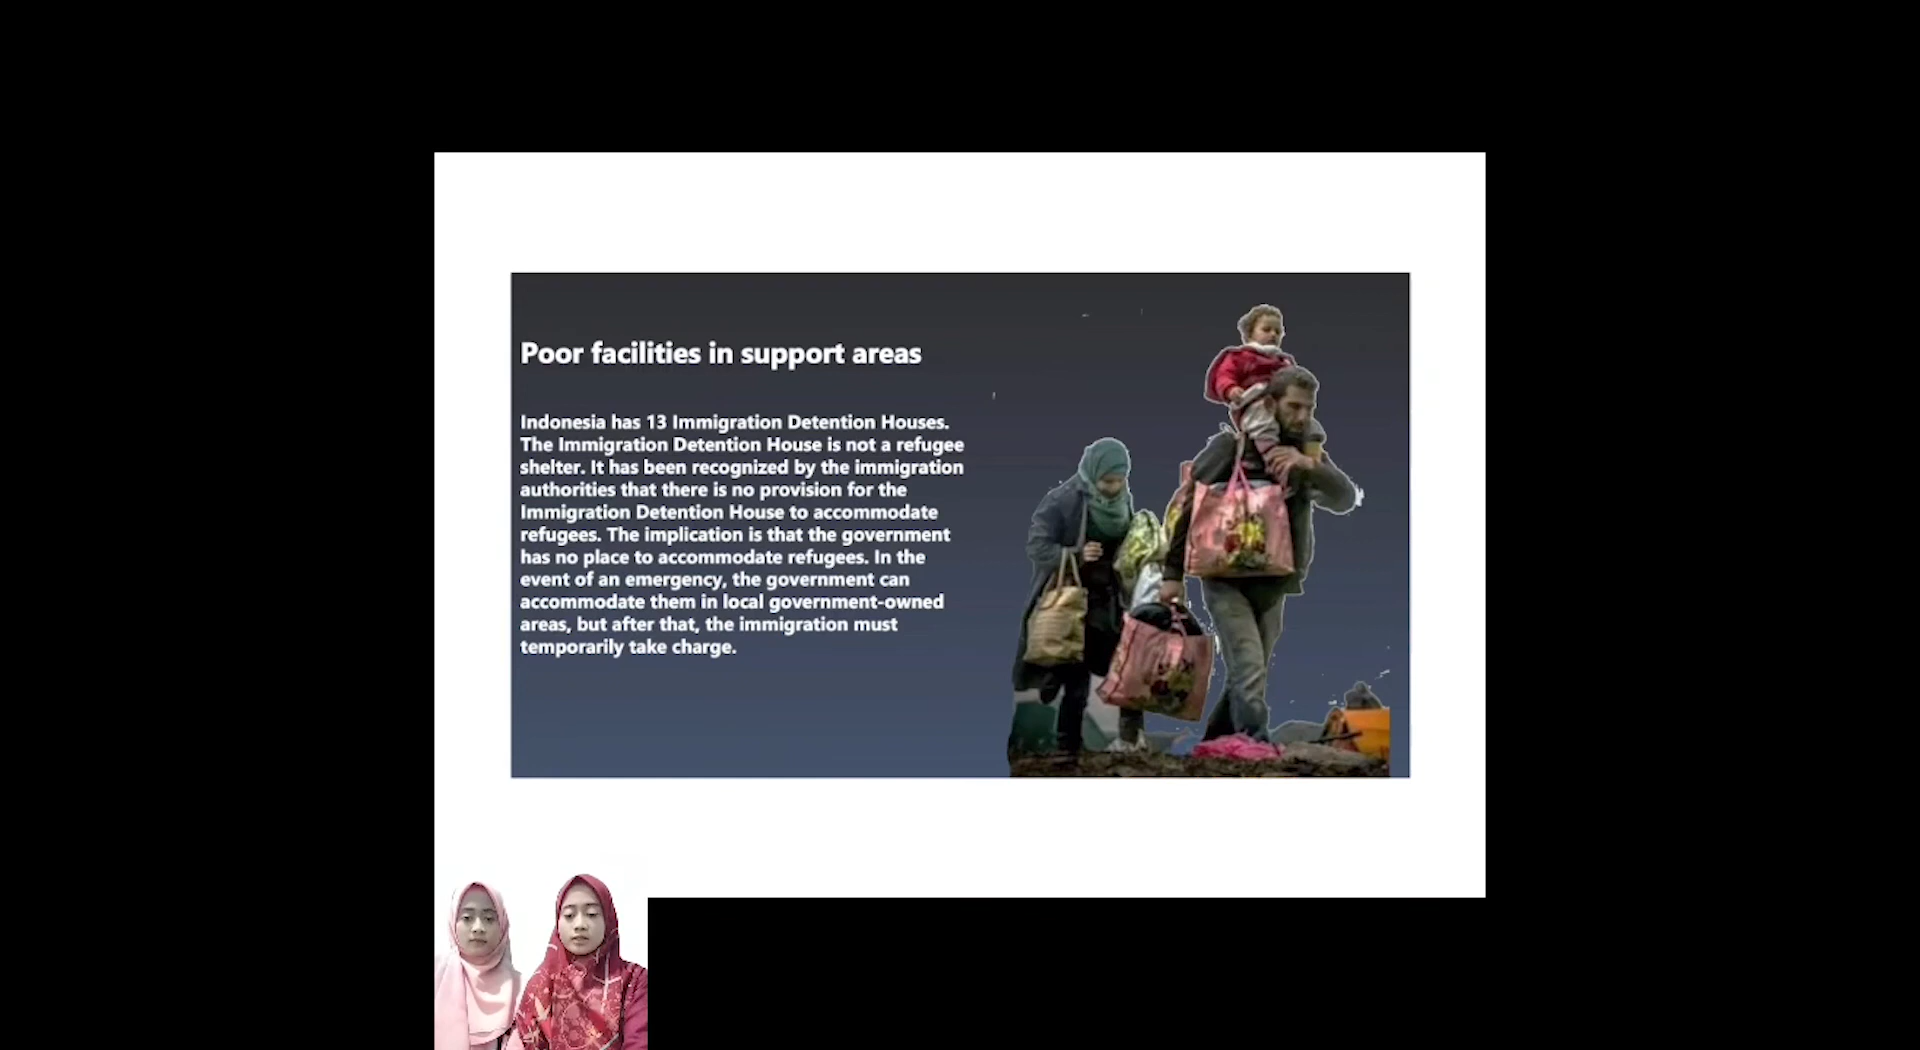 Poor facilities in support areas
Indonesia has 13 Immigration Detention Houses.
The Immigration Detention House is not a refugee
shelter. It has been recognized by the immigration
authorities that there is no provision for the
Immigration Detention House to accommodate
refugees. The implication is that the government
has no place to accommodate refugees. In the
event of an emergency, the government can
accommodate them in local government-owned
areas, but after that, the immigration must
temporarily take charge.